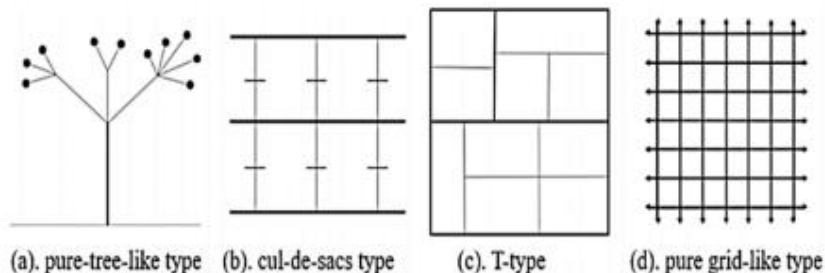 (a). pure-tree-like type (b). cul-de-sacs type (c). T-type (d). pure grid-like type